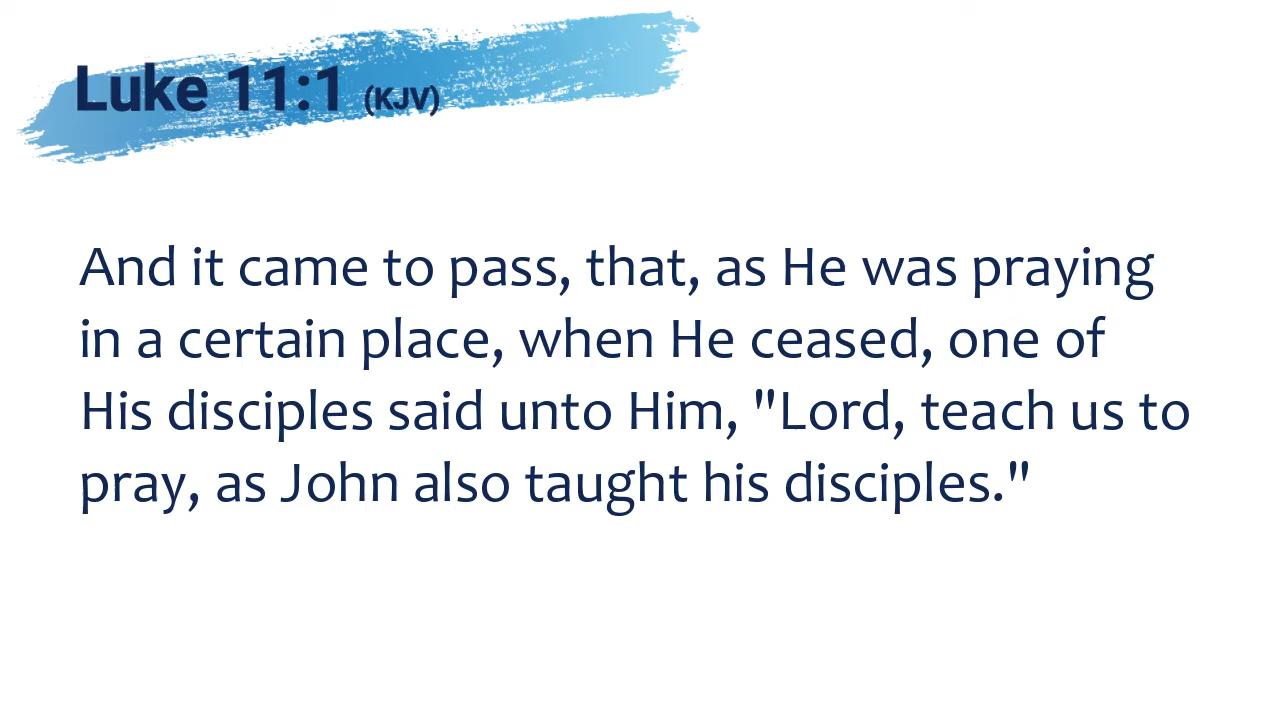 Luke 11:1 (KJV)
And it came to pass, that, as He was praying
in a certain place, when He ceased, one of
His disciples said unto Him, "Lord, teach us to
pray, as John also taught his disciples."